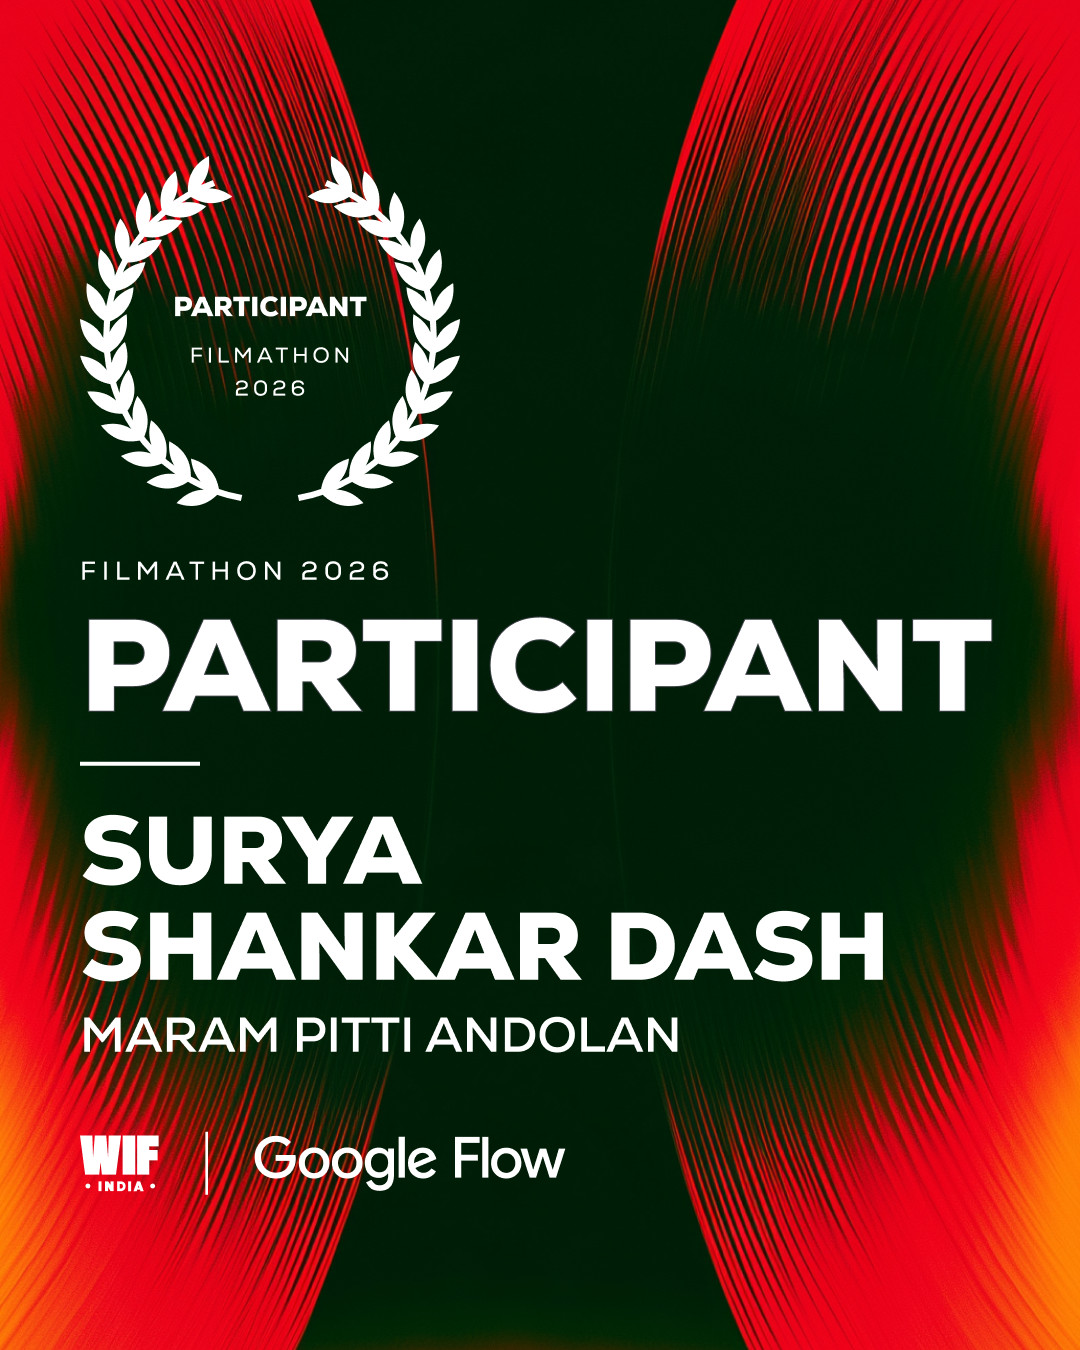 PARTICIPANT
FILMATHON
2026
FILMATHON 2026
PARTICIPANT
SURYA
SHANKAR DASH
MARAM PITTI ANDOLAN
WIF
• INDIA •
Google Flow